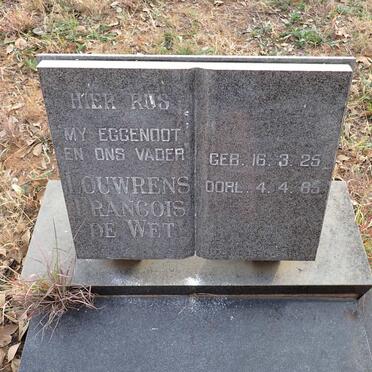 HIER RUS
MY EGGENOOT
EN ONS VADER
LOUWRENS
FRANCOIS
DE WET
GEB. 16.3.25
OORL. 4.4.85